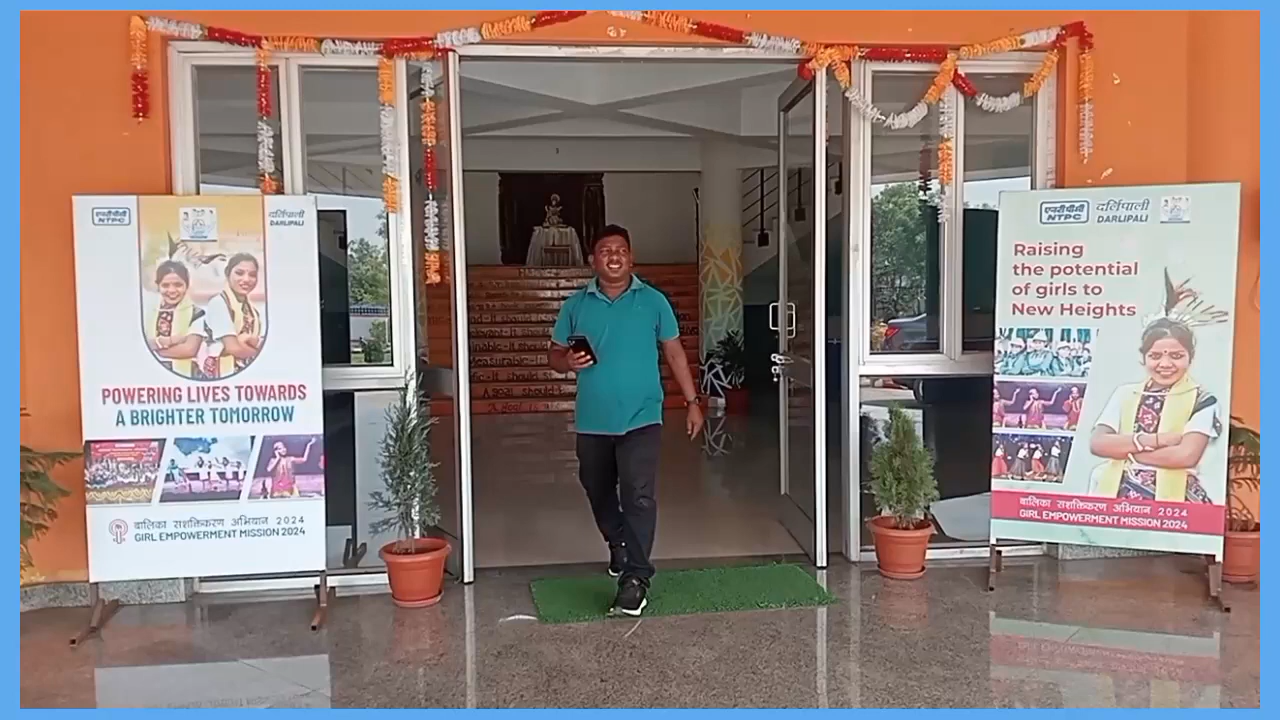 एनटीपीसी
NTPC
दर्लिपाली
DARLIPALI
POWERING LIVES TOWARDS
A BRIGHTER TOMORROW
बालिका सशक्तिकरण अभियान 2024
GIRL EMPOWERMENT MISSION 2024
एनटीपीसी
NTPC
दर्लिपाली
DARLIPALI
Raising
the potential
of girls to
New Heights
बालिका सशक्तिकरण अभियान 2024
GIRL EMPOWERMENT MISSION 2024